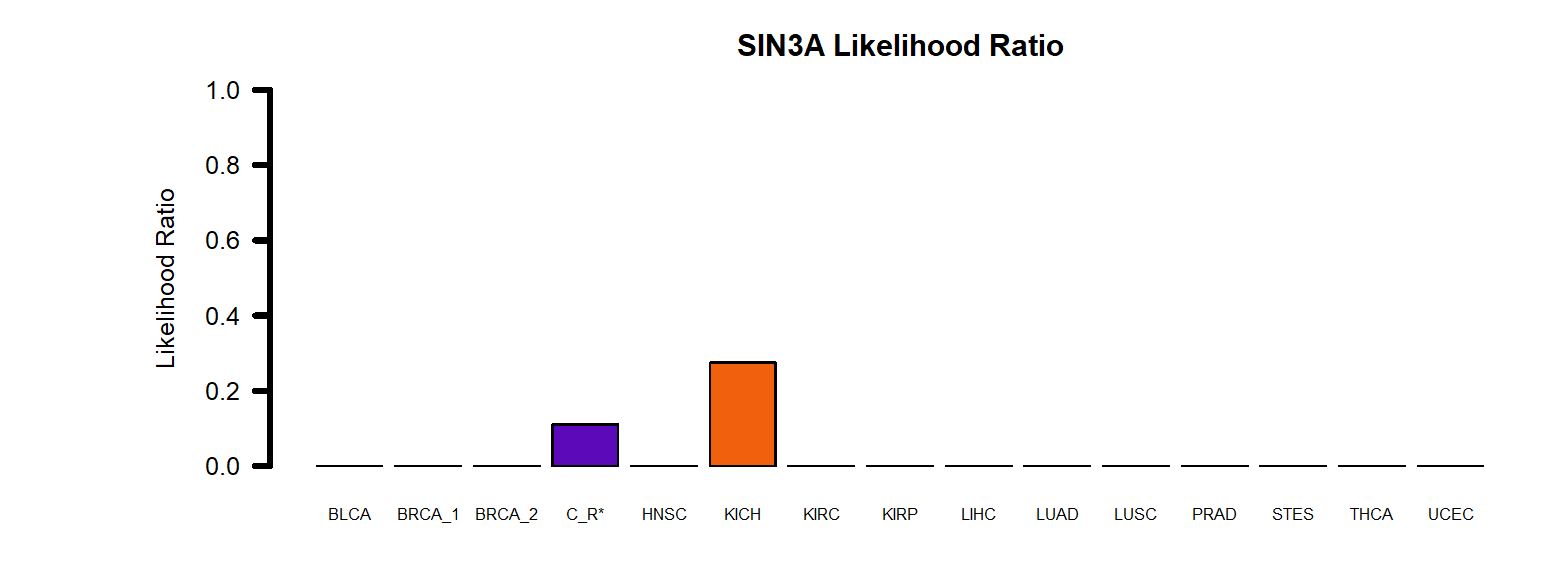 SIN3A Likelihood Ratio
Likelihood Ratio
1.0
0.8
0.6
0.4
0.2
0.0
BLCA BRCA_1 BRCA_2 C_R* HNSC KICH KIRC KIRP LIHC LUAD LUSC PRAD STES THCA UCEC